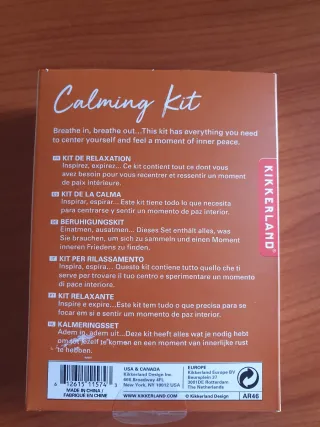 Calming Kit
Breathe in, breathe out...This kit has everything you need
to center yourself and feel a moment of inner peace.
KIT DE RELAXATION
Inspirez, expirez... Ce kit contient tout ce dont vous
avez besoin pour vous recentrer et ressentir un moment
de paix intérieure.
ES KIT DE LA CALMA
Inspirar, espirar... Este kit tiene todo lo que necesita
para centrarse y sentir un momento de paz interior.
BERUHIGUNGSKIT
Einatmen, ausatmen... Dieses Set enthält alles, was
Sie brauchen, um sich zu sammeln und einen Moment
inneren Friedens zu finden.
KIT PER RILASSAMENTO
Inspira, espira... Questo kit contiene tutto quello che ti
serve per trovare il tuo centro e sperimentare un momento
di pace interiore.
KIT RELAXANTE
Inspire e expire...Este kit tem tudo o que precisa para se
focar em si e sentir um momento de paz interior.
KALMERINGSSET
Adem in, adem uit...Deze kit heeft alles wat je nodig hebt
om tot jezelf te komen en een moment van innerlijke rust
te hebben.
KIKKERLAND
6 12615 11574 3
MADE IN CHINA /
FABRIQUÉ EN CHINE
USA & CANADA
Kikkerland Design Inc.
666 Broadway 4FL
New York, NY 10012 USA
WWW.KIKKERLAND.COM
EUROPE
Kikkerland Europe BV
3001DE Rotterdam
The Netherlands
© Kikkerland Design
AR46